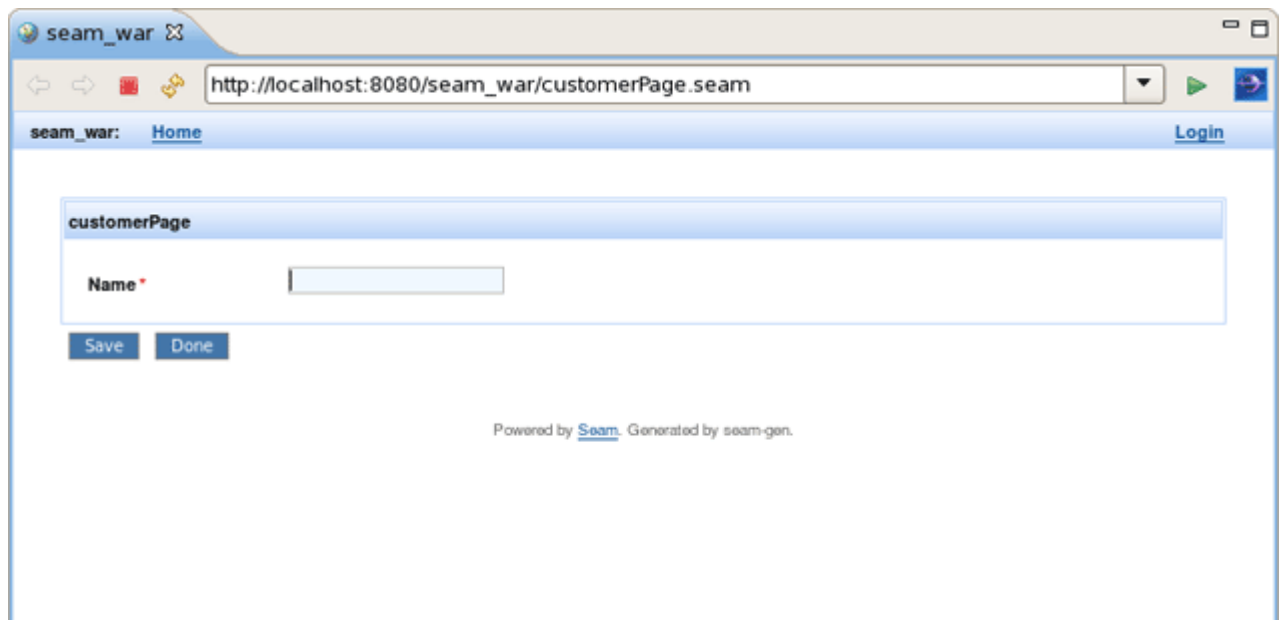 seam_war
http://localhost:8080/seam_war/customerPage.seam
seam_war: Home Login
customerPage
Name*
Save Done
Powered by Seam. Generated by seam-gen.